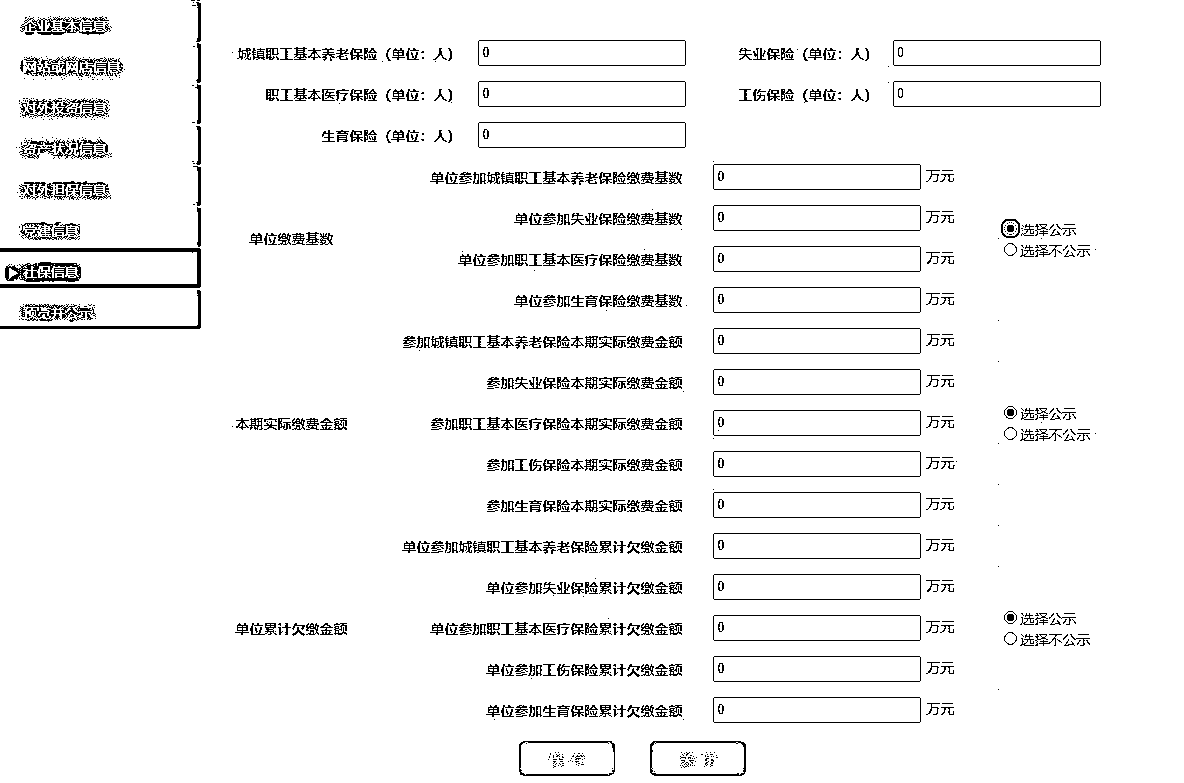 企业基本信息
网站或网店信息
对外投资信息
资产状况信息
对外担保信息
党建信息
社保信息
预览并公示
城镇职工基本养老保险（单位：人） 0 失业保险（单位：人） 0
职工基本医疗保险（单位：人） 0 工伤保险（单位：人） 0
生育保险（单位：人） 0
单位缴费基数
单位参加城镇职工基本养老保险缴费基数 0 万元
单位参加失业保险缴费基数 0 万元
单位参加职工基本医疗保险缴费基数 0 万元
单位参加生育保险缴费基数 0 万元
选择公示
选择不公示
本期实际缴费金额
参加城镇职工基本养老保险本期实际缴费金额 0 万元
参加失业保险本期实际缴费金额 0 万元
参加职工基本医疗保险本期实际缴费金额 0 万元
参加工伤保险本期实际缴费金额 0 万元
参加生育保险本期实际缴费金额 0 万元
选择公示
选择不公示
单位累计欠缴金额
单位参加城镇职工基本养老保险累计欠缴金额 0 万元
单位参加失业保险累计欠缴金额 0 万元
单位参加职工基本医疗保险累计欠缴金额 0 万元
单位参加工伤保险累计欠缴金额 0 万元
单位参加生育保险累计欠缴金额 0 万元
选择公示
选择不公示